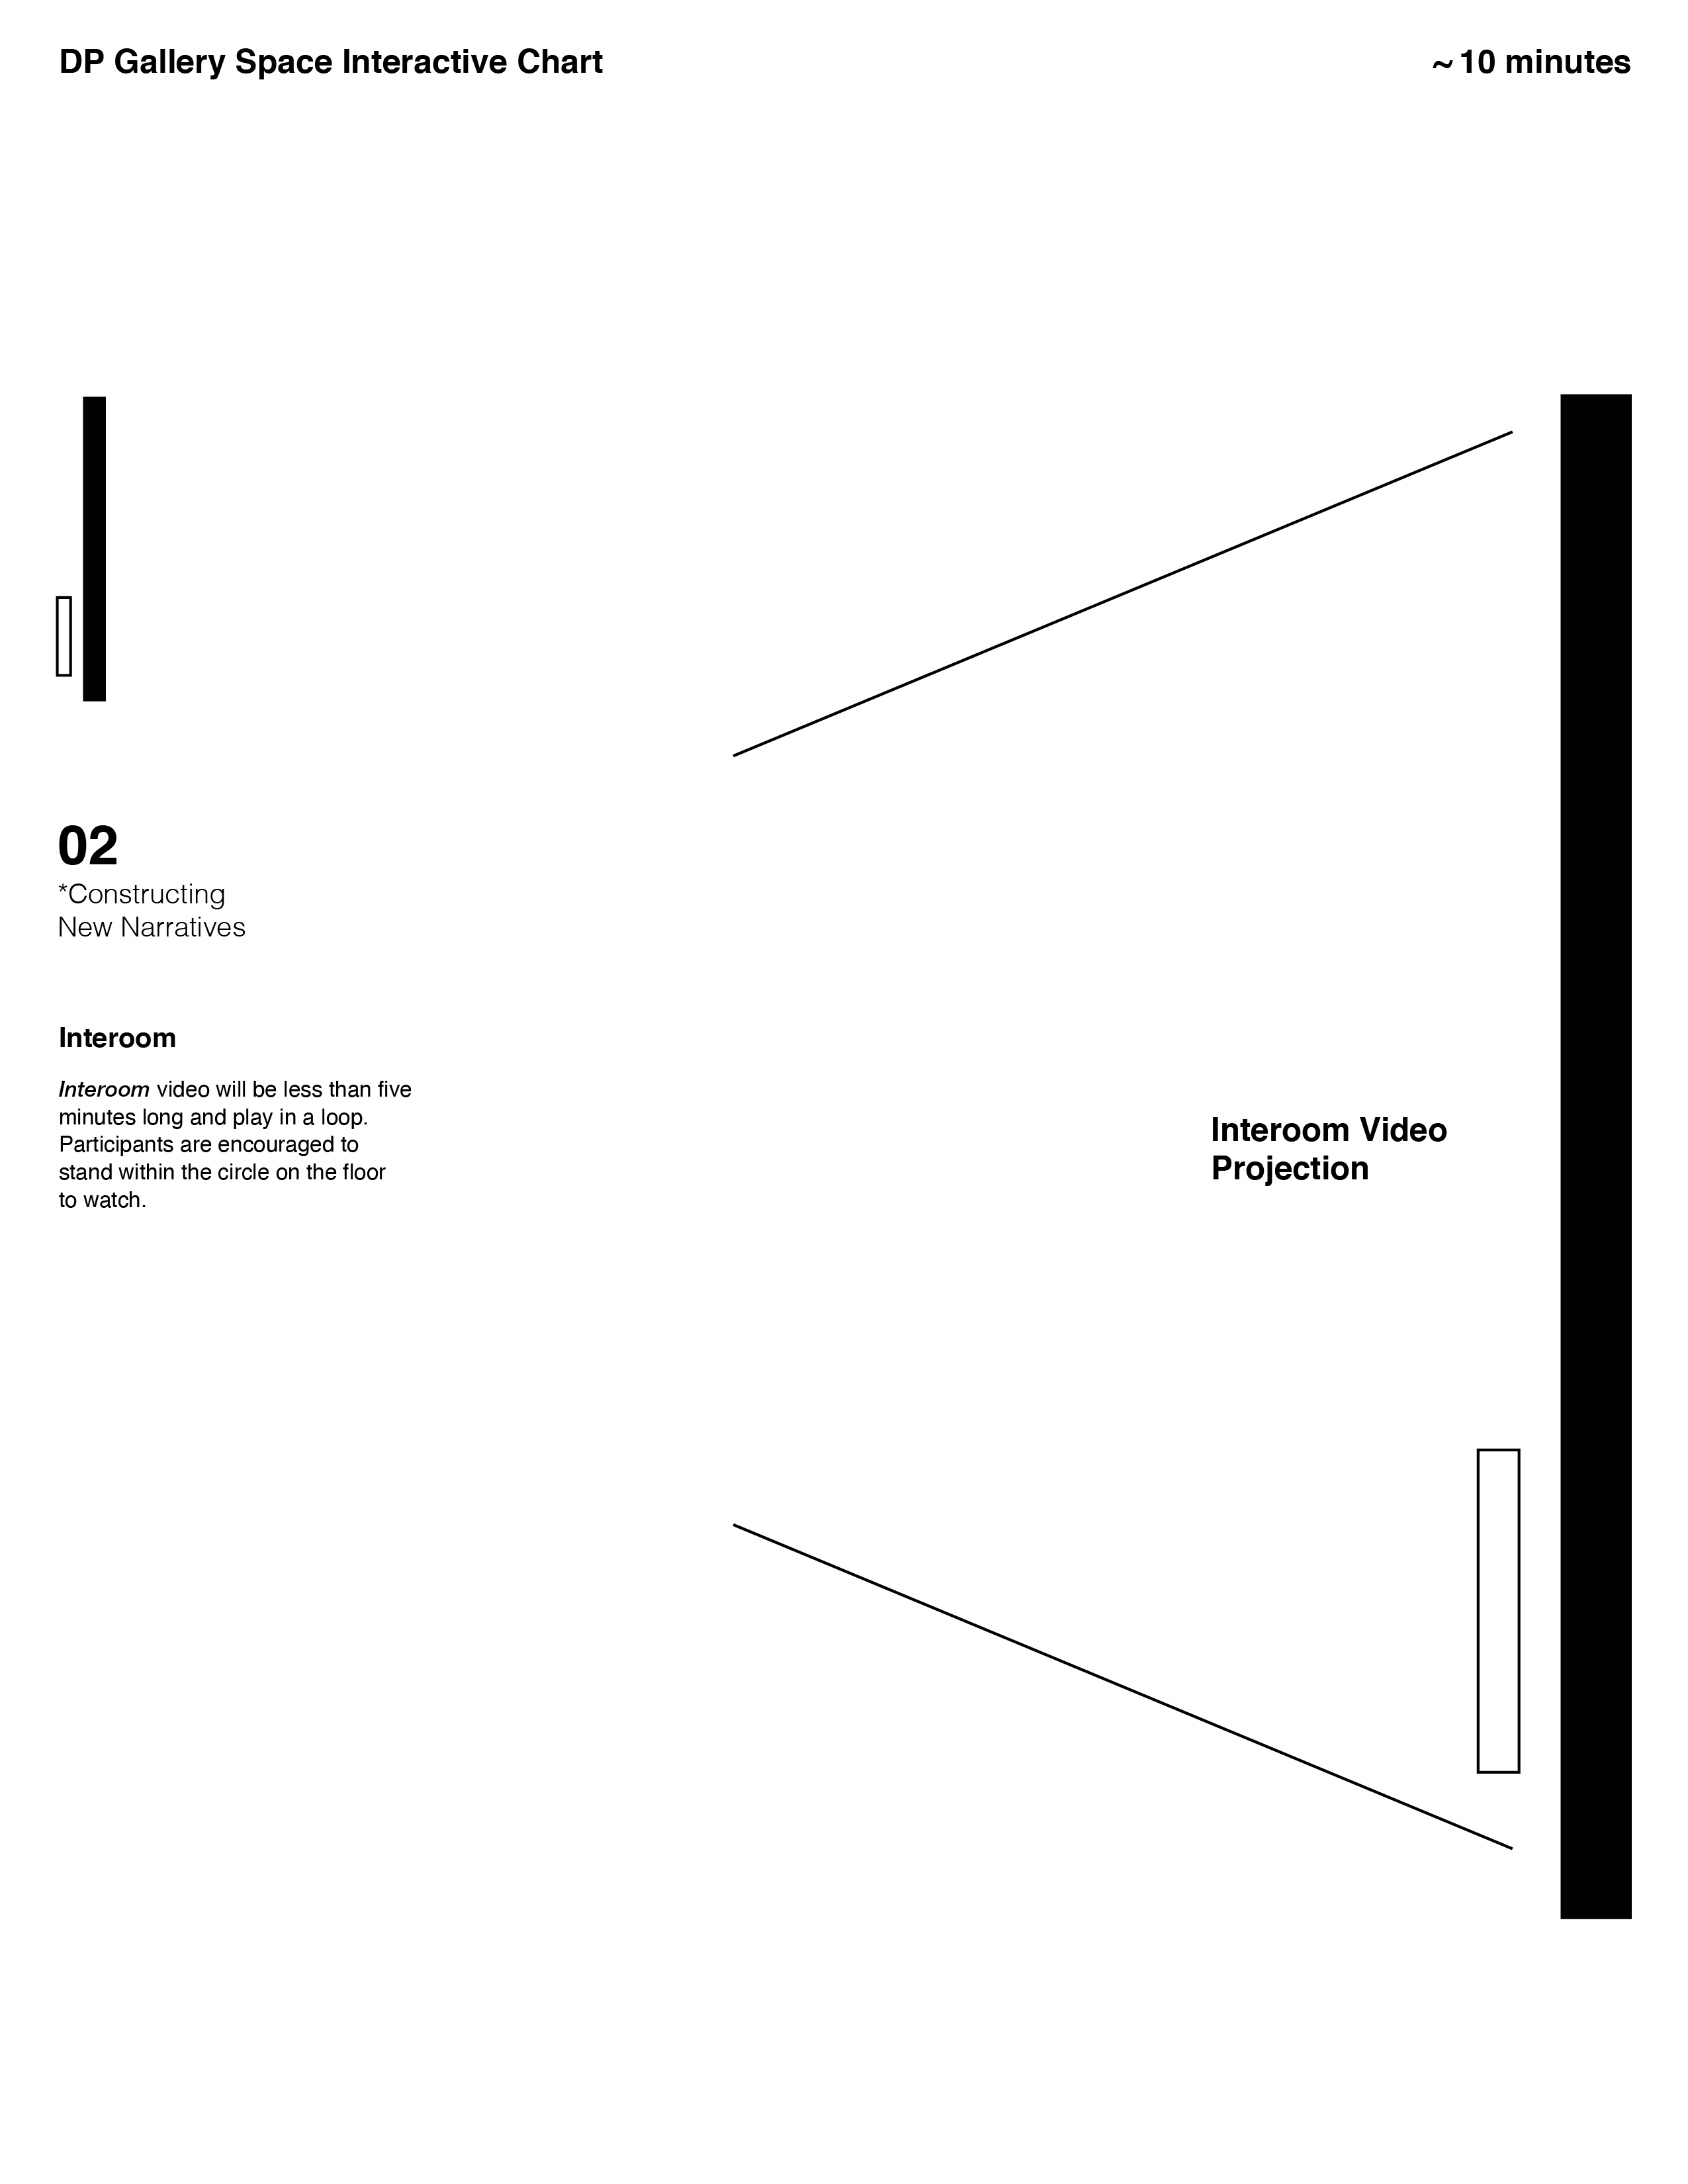 DP Gallery Space Interactive Chart
~ 10 minutes
02
*Constructing
New Narratives
Interoom
Interoom video will be less than five
minutes long and play in a loop.
Participants are encouraged to
stand within the circle on the floor
to watch.
Interoom Video
Projection